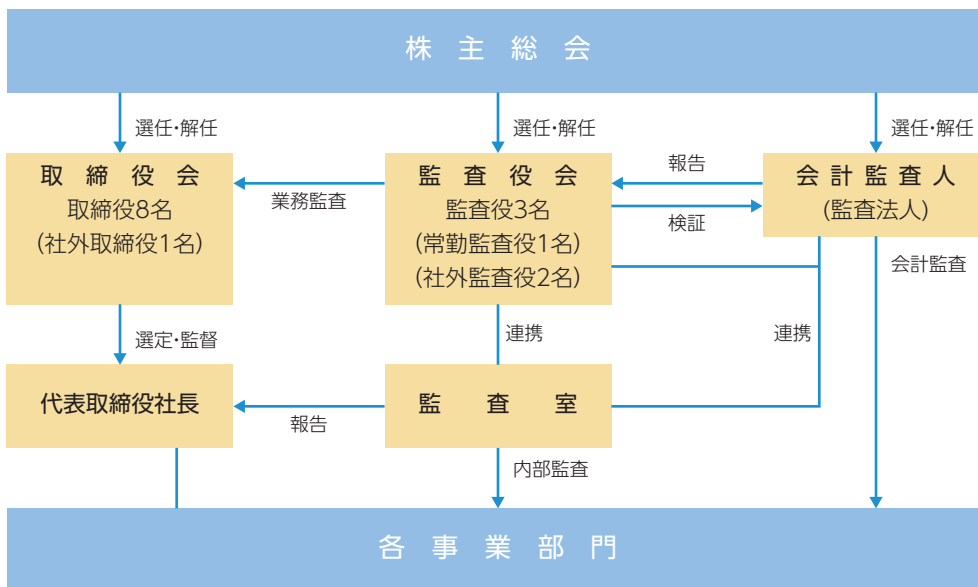 株主総会
選任・解任
選任・解任
選任・解任
取締役会
取締役8名
(社外取締役1名)
業務監査
監査役会
監査役3名
(常勤監査役1名)
(社外監査役2名)
報告
検証
会計監査人
(監査法人)
会計監査
選定・監督
連携
連携
代表取締役社長
報告
監査室
内部監査
各事業部門